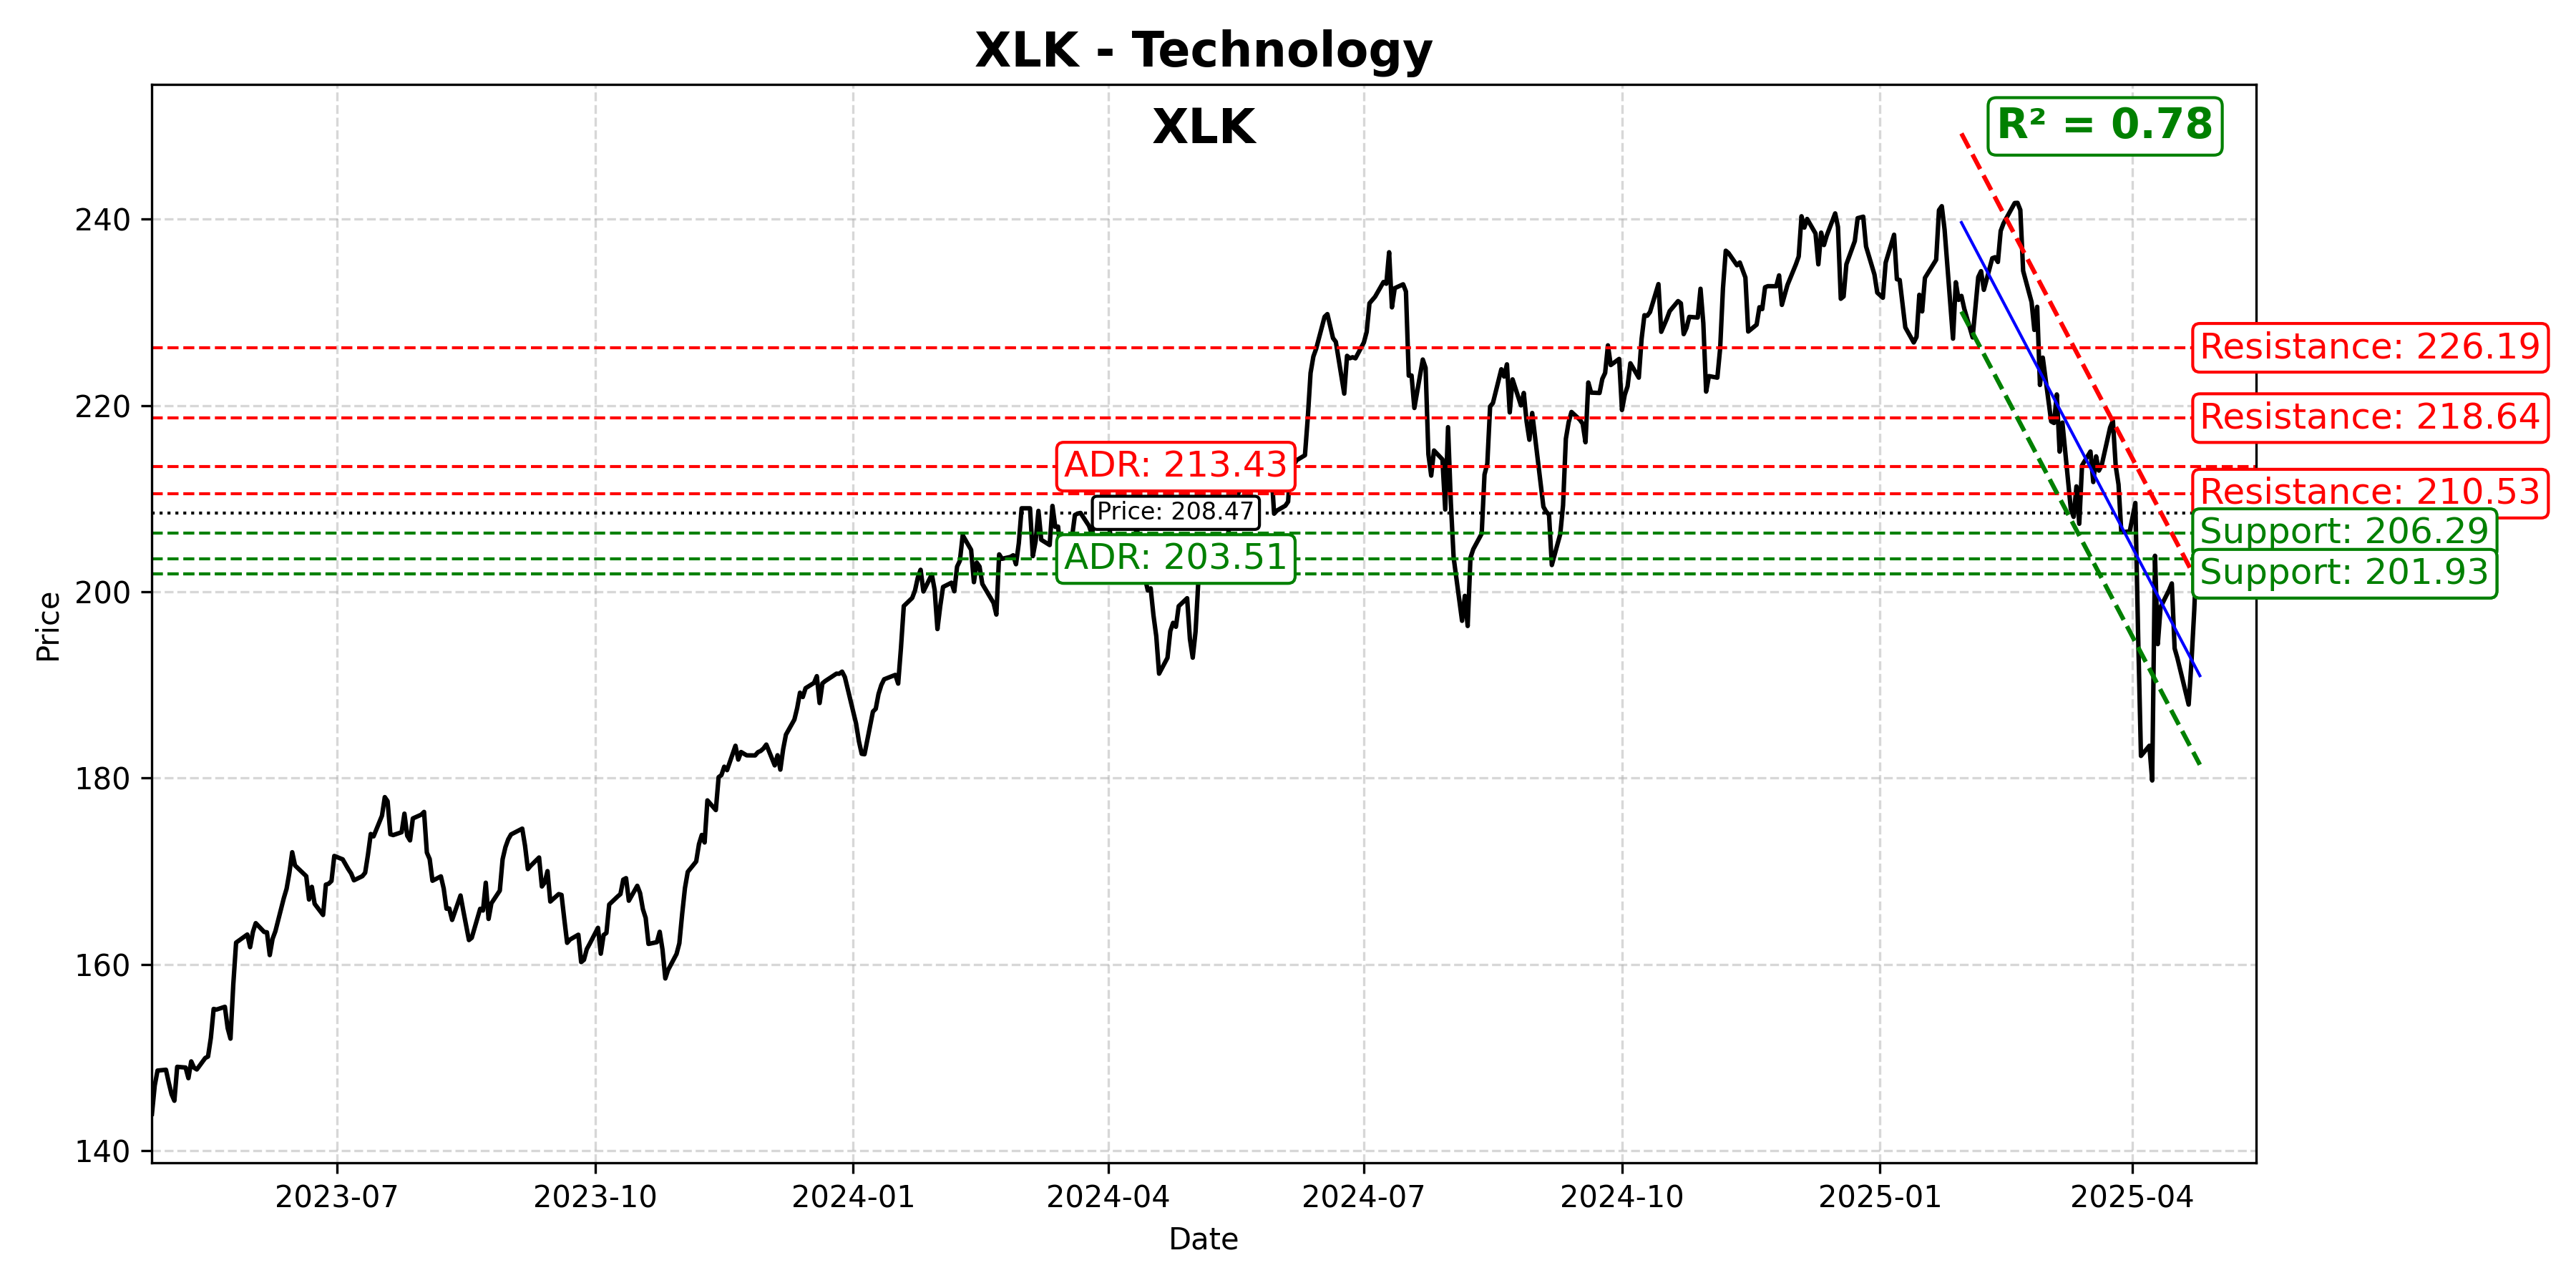 XLK - Technology
XLK
R² = 0.78
Price
240
220
200
180
160
140
Resistance: 226.19
Resistance: 218.64
ADR: 213.43
Resistance: 210.53
Price: 208.47
Support: 206.29
ADR: 203.51
Support: 201.93
2023-07
2023-10
2024-01
2024-04
2024-07
2024-10
2025-01
2025-04
Date